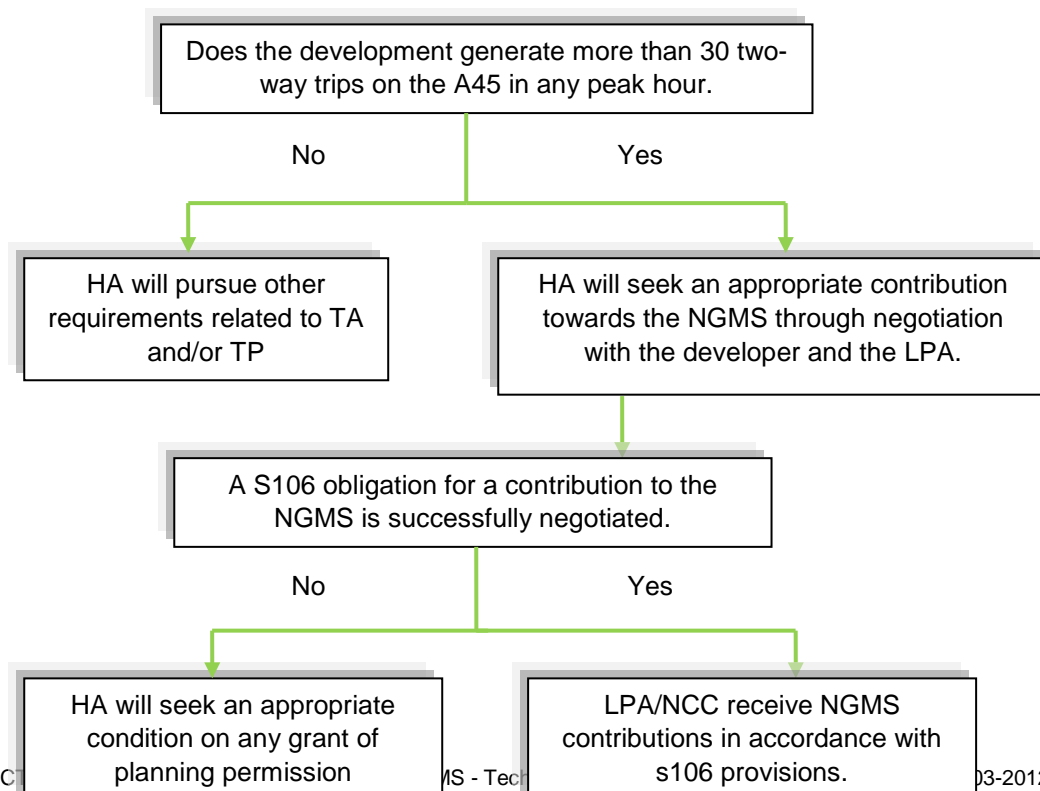 Does the development generate more than 30 two-
way trips on the A45 in any peak hour.
No
Yes
HA will pursue other
requirements related to TA
and/or TP
HA will seek an appropriate contribution
towards the NGMS through negotiation
with the developer and the LPA.
A S106 obligation for a contribution to the
NGMS is successfully negotiated.
No
Yes
HA will seek an appropriate
condition on any grant of
planning permission
LPA/NCC receive NGMS
contributions in accordance with
s106 provisions.
MS - Tech
03-2012